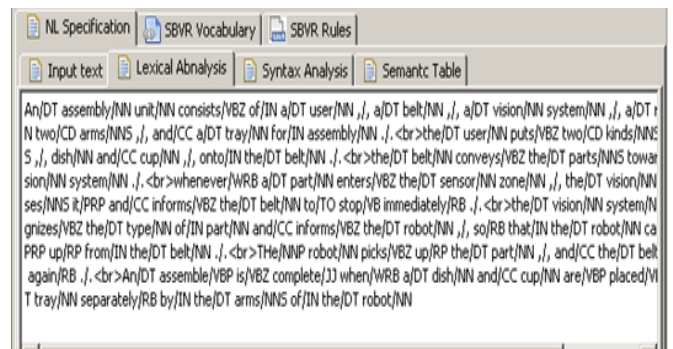 NL Specification SBVR Vocabulary SBVR Rules
Input text Lexical Abnalysis Syntax Analysis Semantc Table
An/DT assembly/NN unit/NN consists/VBZ of/IN a/DT user/NN ,/, a/DT belt/NN ,/, a/DT vision/NN system/NN ,/, a/DT
N two/CD arms/NNS ,/, and/CC a/DT tray/NN for/IN assembly/NN ./. <br>the/DT user/NN puts/VBZ two/CD kinds/NNS
S ,/, dish/NN and/CC cup/NN ,/, onto/IN the/DT belt/NN ./. <br>the/DT belt/NN conveys/VBZ the/DT parts/NNS towar
sion/NN system/NN ./. <br>whenever/WRB a/DT part/NN enters/VBZ the/DT sensor/NN zone/NN ,/, the/DT vision/NN
ses/NNS it/PRP and/CC informs/VBZ the/DT belt/NN to/TO stop/VB immediately/RB ./. <br>the/DT vision/NN system/N
gnizes/VBZ the/DT type/NN of/IN part/NN and/CC informs/VBZ the/DT robot/NN ,/, so/RB that/IN the/DT robot/NN ca
PRP up/RP from/IN the/DT belt/NN ./. <br>THe/NNP robot/NN picks/VBZ up/RP the/DT part/NN ,/, and/CC the/DT belt
again/RB ./. <br>An/DT assemble/VBP is/VBZ complete/JJ when/WRB a/DT dish/NN and/CC cup/NN are/VBP placed/V
T tray/NN separately/RB by/IN the/DT arms/NNS of/IN the/DT robot/NN